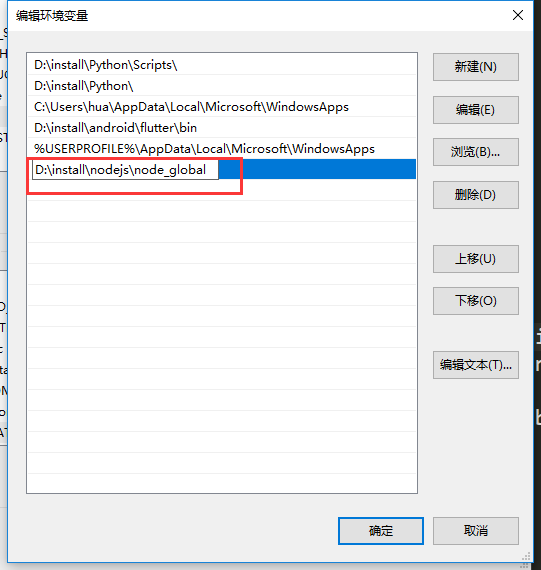 编辑环境变量
D:\install\Python\Scripts\
D:\install\Python\
C:\Users\hua\AppData\Local\Microsoft\WindowsApps
D:\install\android\flutter\bin
%USERPROFILE%\AppData\Local\Microsoft\WindowsApps
D:\install\nodejs\node_global
新建(N)
编辑(E)
浏览(B)...
删除(D)
上移(U)
下移(O)
编辑文本(T)...
确定
取消